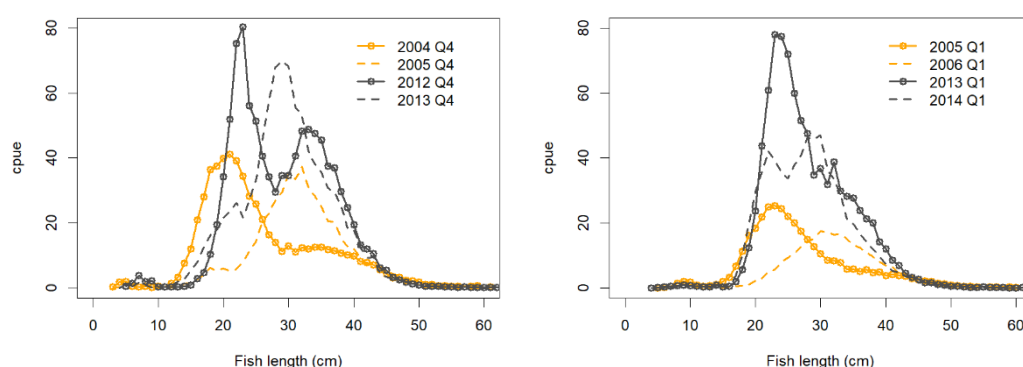 cpue
80
60
40
20
0
2004 Q4
2005 Q4
2012 Q4
2013 Q4
0 10 20 30 40 50 60
Fish length (cm)
cpue
80
60
40
20
0
2005 Q1
2006 Q1
2013 Q1
2014 Q1
0 10 20 30 40 50 60
Fish length (cm)